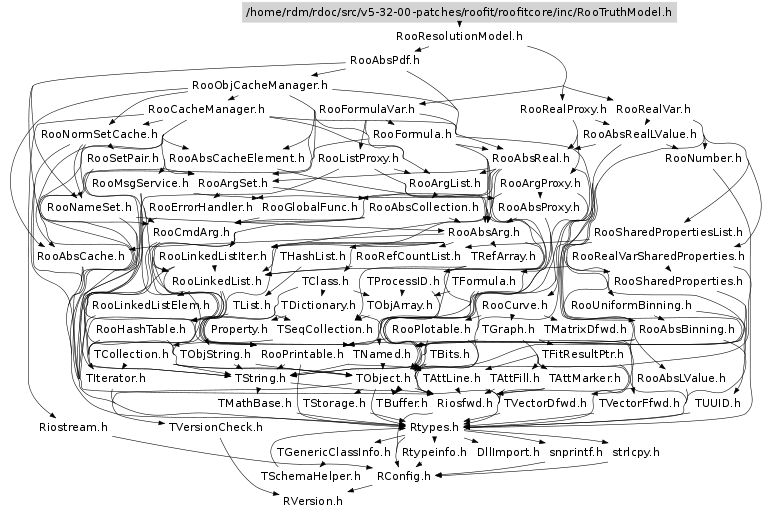 /home/rdm/rdoc/src/v5-32-00-patches/roofit/roofitcore/inc/RooTruthModel.h
RooResolutionModel.h
RooAbsPdf.h
RooObjCacheManager.h
RooCacheManager.h RooFormulaVar.h RooRealProxy.h RooRealVar.h
RooNormSetCache.h RooFormula.h RooAbsRealLValue.h
RooSetPair.h RooAbsCacheElement.h RooListProxy.h RooAbsReal.h RooNumber.h
RooMsgService.h RooArgSet.h RooArgList.h RooArgProxy.h
RooNameSet.h RooErrorHandler.h RooGlobalFunc.h RooAbsCollection.h RooAbsProxy.h
RooCmdArg.h RooAbsArg.h RooSharedPropertiesList.h
RooAbsCache.h RooLinkedListIter.h THashList.h RooRefCountList.h TRefArray.h RooRealVarSharedProperties.h
RooLinkedList.h TClass.h TProcessID.h TFormula.h RooSharedProperties.h
RooLinkedListElem.h TList.h TDictionary.h TObjArray.h RooCurve.h RooUniformBinning.h
RooHashTable.h Property.h TSeqCollection.h RooPlotable.h TGraph.h TMatrixDfwd.h RooAbsBinning.h
TCollection.h TObjString.h RooPrintable.h TNamed.h TBits.h TFitResultPtr.h
TIterator.h TString.h TObject.h TAttLine.h TAttFill.h TAttMarker.h RooAbsLValue.h
TMathBase.h TStorage.h TBuffer.h Riosfwd.h TVectorDfwd.h TVectorFfwd.h TUUID.h
Riostream.h TVersionCheck.h Rtypes.h
TGenericClassInfo.h Rtypeinfo.h DllImport.h snprintf.h strlcpy.h
TSchemaHelper.h RConfig.h
RVersion.h